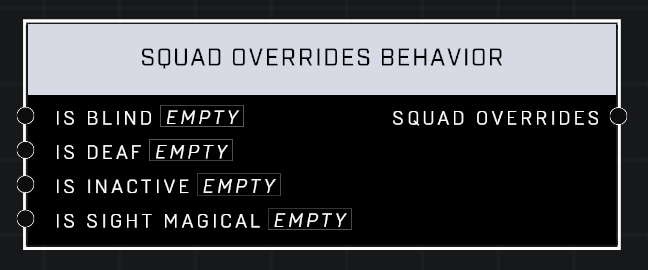 SQUAD OVERRIDES BEHAVIOR
IS BLIND EMPTY SQUAD OVERRIDES
IS DEAF EMPTY
IS INACTIVE EMPTY
IS SIGHT MAGICAL EMPTY